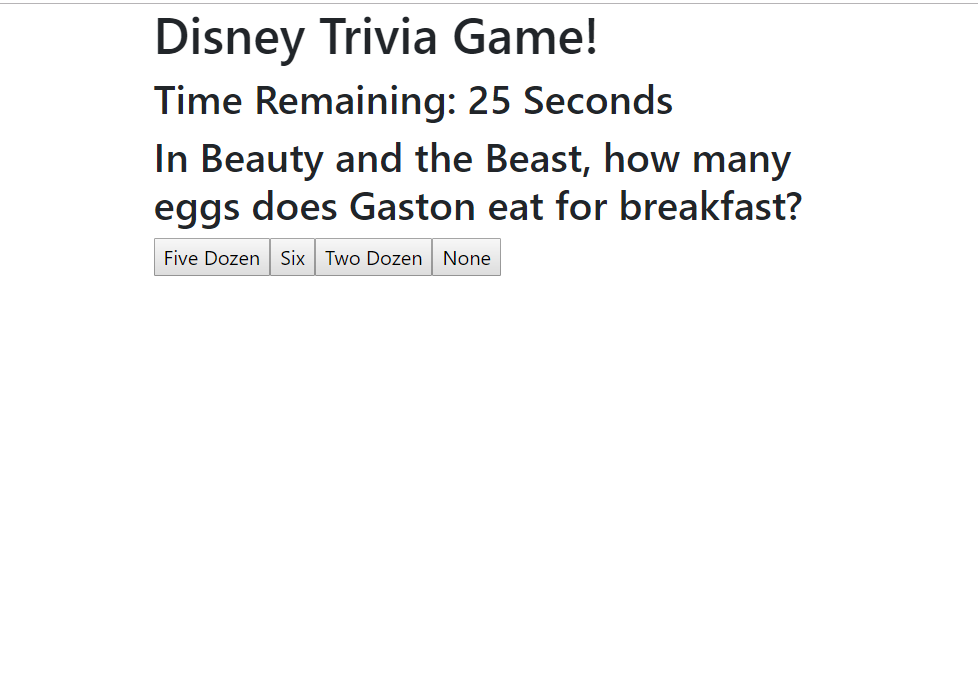 Disney Trivia Game!
Time Remaining: 25 Seconds
In Beauty and the Beast, how many
eggs does Gaston eat for breakfast?
Five Dozen Six Two Dozen None